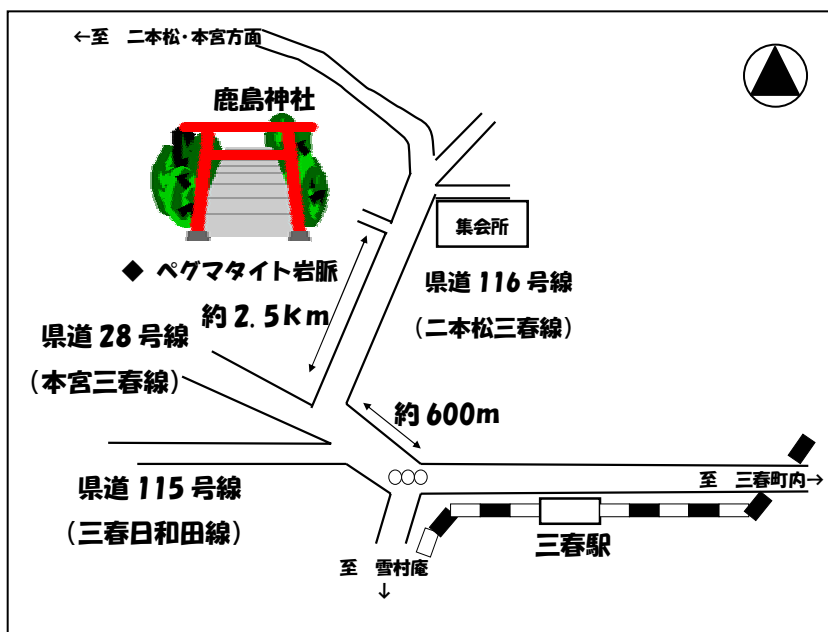 ←至　二本松・本宮方面
鹿島神社
集会所
◆ ペグマタイト岩脈
県道 116 号線
（二本松三春線）
約 2. 5km
県道 28 号線
（本宮三春線）
約 600m
至　三春町内→
県道 115 号線
（三春日和田線）
三春駅
至　雪村庵
↓